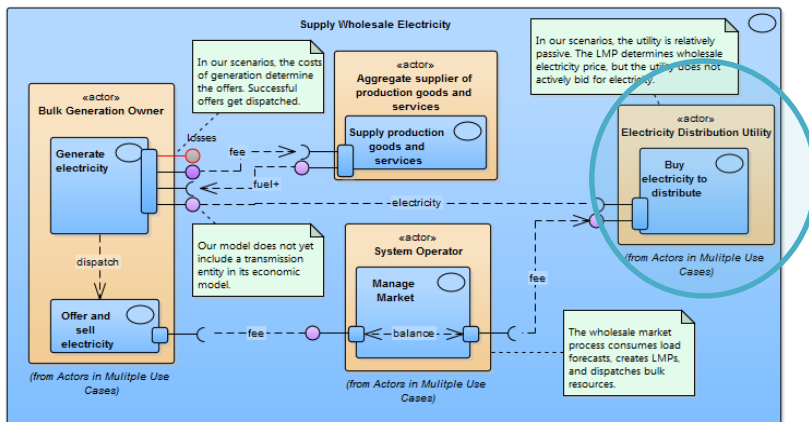 Supply Wholesale Electricity
In our scenarios, the costs
of generation determine
the offers. Successful
offers get dispatched.
In our scenarios, the utility is relatively
passive. The LMP determines wholesale
electricity price, but the utility does not
actively bid for electricity.
«actor»
Aggregate supplier of
production goods and
services
Supply production
goods and
services
«actor»
Bulk Generation Owner
Generate
electricity
losses
fee
fuel+
electricity
«actor»
Electricity Distribution Utility
Buy
electricity to
distribute
(from Actors in Mulitple Use
Cases)
Our model does not yet
include a transmission
entity in its economic
model.
dispatch
«actor»
System Operator
Manage
Market
balance
fee
fee
Offer and
sell
electricity
The wholesale market
process consumes load
forecasts, creates LMPs,
and dispatches bulk
resources.
(from Actors in Mulitple Use
Cases)
(from Actors in Mulitple Use
Cases)